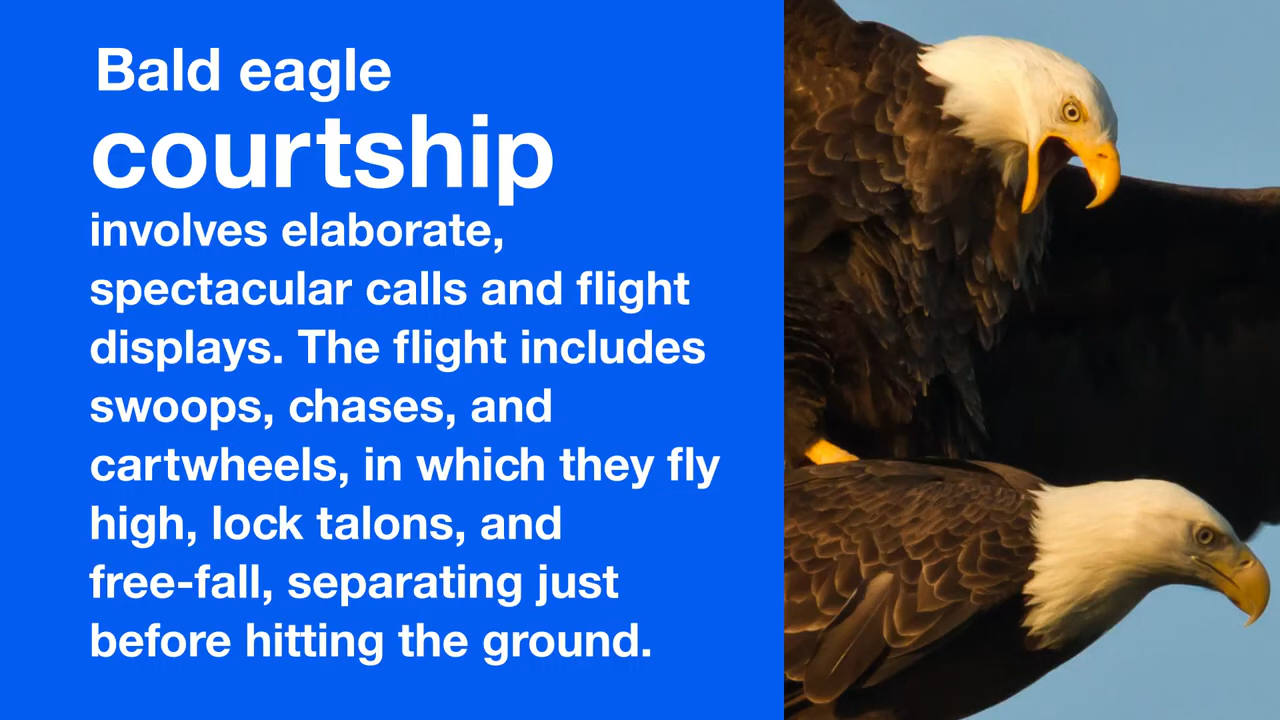 Bald eagle
courtship
involves elaborate,
spectacular calls and flight
displays. The flight includes
swoops, chases, and
cartwheels, in which they fly
high, lock talons, and
free-fall, separating just
before hitting the ground.